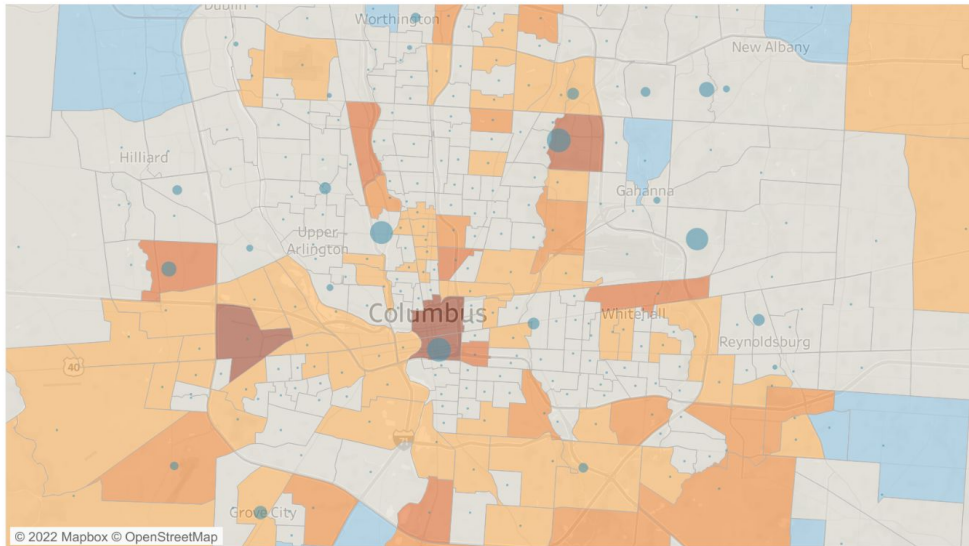 Dublin
Worthington
New Albany
Hilliard
Gahanna
Upper
Arlington
Columbus
Whitehall
Reynoldsburg
40
Grove City
© 2022 Mapbox © OpenStreetMap